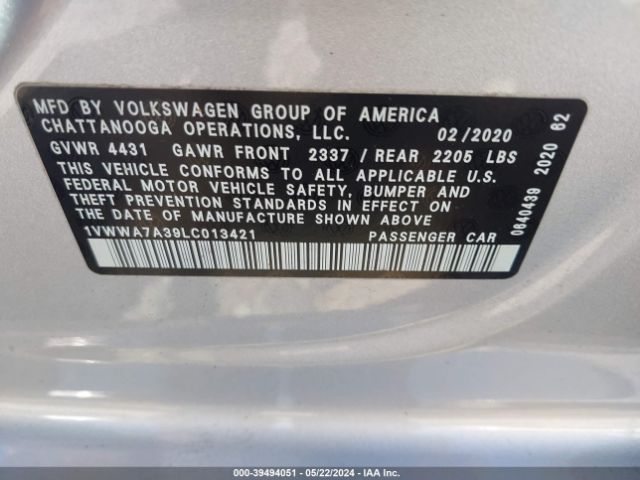 MFD BY VOLKSWAGEN GROUP OF AMERICA
CHATTANOOGA OPERATIONS, LLC. 02/2020
GVWR 4431 GAWR FRONT 2337 / REAR 2205 LBS
THIS VEHICLE CONFORMS TO ALL APPLICABLE U.S.
FEDERAL MOTOR VEHICLE SAFETY, BUMPER AND
THEFT PREVENTION STANDARDS IN EFFECT ON
THE DATE OF MANUFACTURE SHOWN ABOVE
1VWWA7A39LC013421 PASSENGER CAR
0640439 2020 62
000-39494051 - 05/22/2024 - IAA Inc.